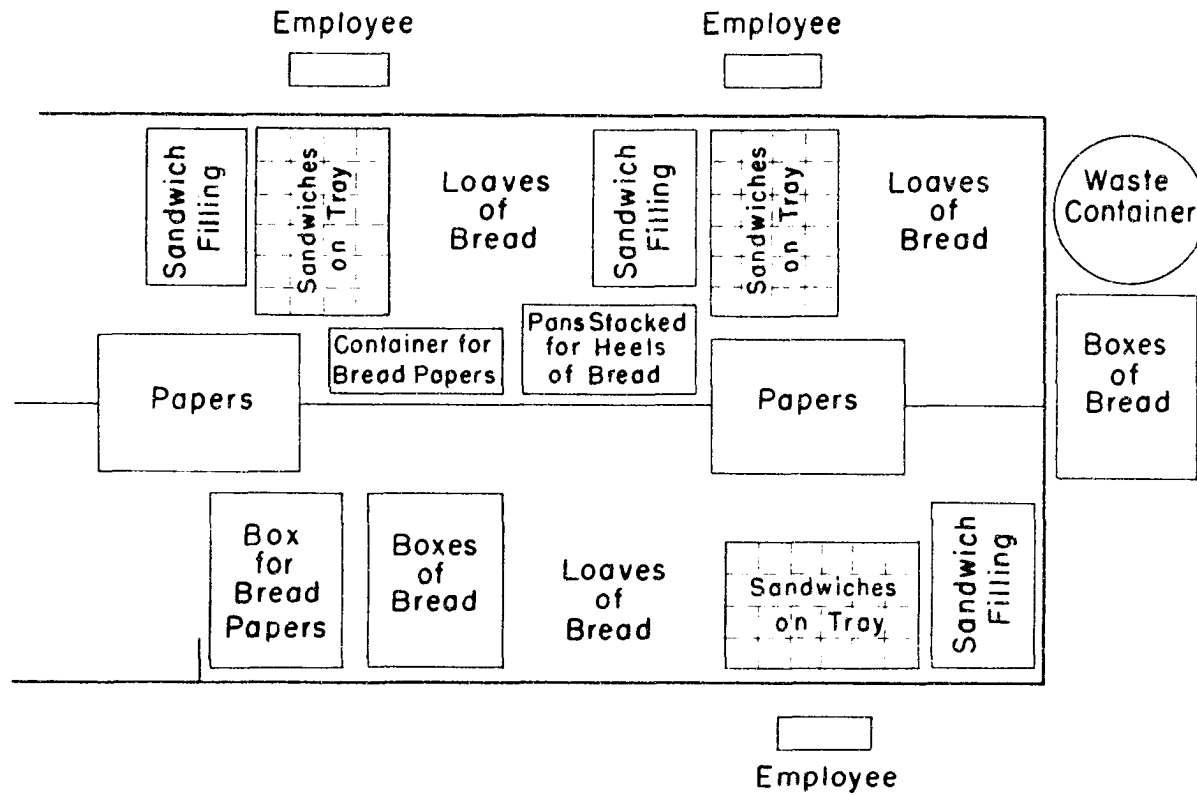 Employee
Employee
Sandwich
Filling
Sandwiches
on Tray
Loaves
of
Bread
Sandwich
Filling
Sandwiches
on Tray
Loaves
of
Bread
Waste
Container
Container for
Bread Papers
Pans Stacked
for Heels
of Bread
Papers
Papers
Boxes
of
Bread
Box
for
Bread
Papers
Boxes
of
Bread
Loaves
of
Bread
Sandwiches
on Tray
Sandwich
Filling
Employee